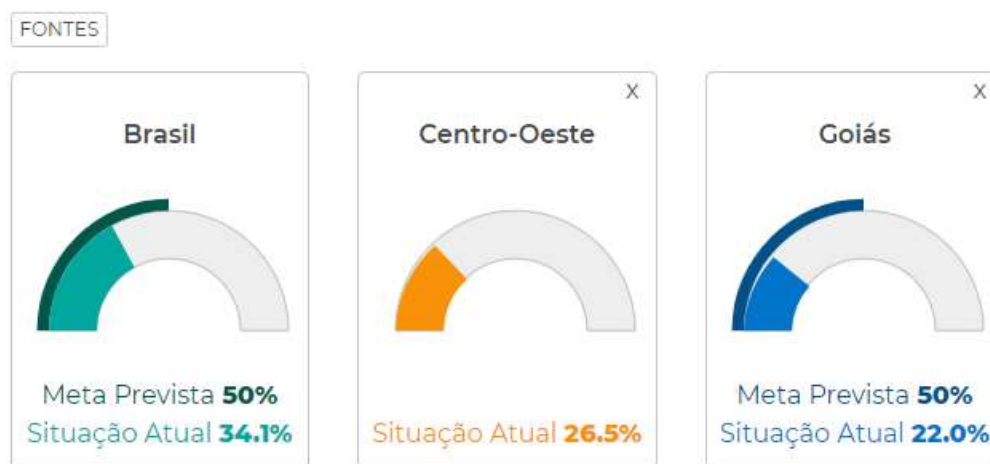 FONTES
Brasil
Meta Prevista 50%
Situação Atual 34.1%
X
Centro-Oeste
Situação Atual 26.5%
X
Goiás
Meta Prevista 50%
Situação Atual 22.0%